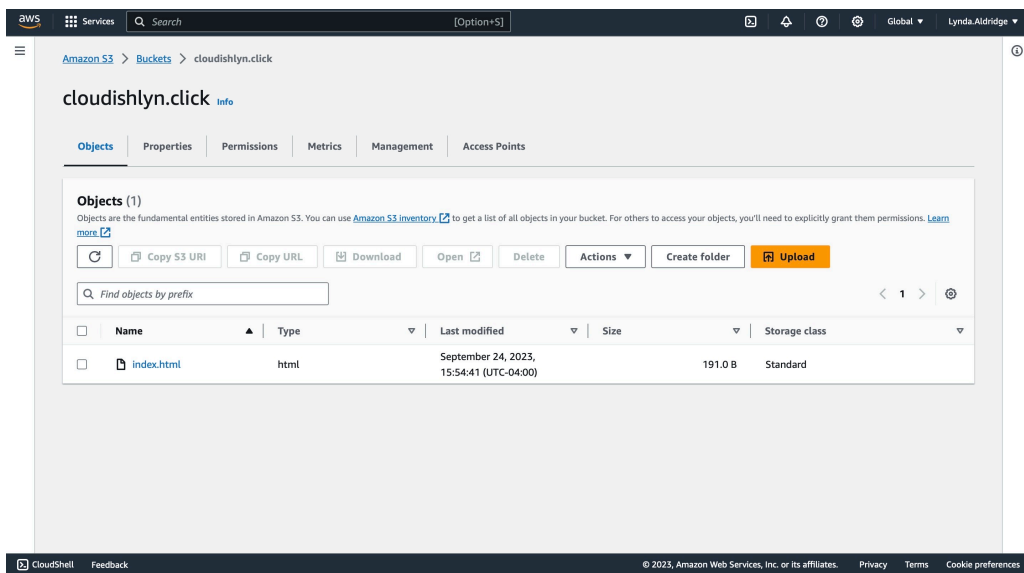 aws Services Search [Option+S] Global ▼ Lynda.Aldridge ▼
Amazon S3 > Buckets > cloudishlyn.click
cloudishlyn.click Info
Objects Properties Permissions Metrics Management Access Points
Objects (1)
Objects are the fundamental entities stored in Amazon S3. You can use Amazon S3 inventory to get a list of all objects in your bucket. For others to access your objects, you'll need to explicitly grant them permissions. Learn
more
Copy S3 URI Copy URL Download Open Delete Actions ▼ Create folder Upload
Find objects by prefix < 1 >
Name ▲ Type ▽ Last modified ▽ Size ▽ Storage class ▽
index.html html September 24, 2023, 191.0 B Standard
15:54:41 (UTC-04:00)
CloudShell Feedback © 2023, Amazon Web Services, Inc. or its affiliates. Privacy Terms Cookie preferences